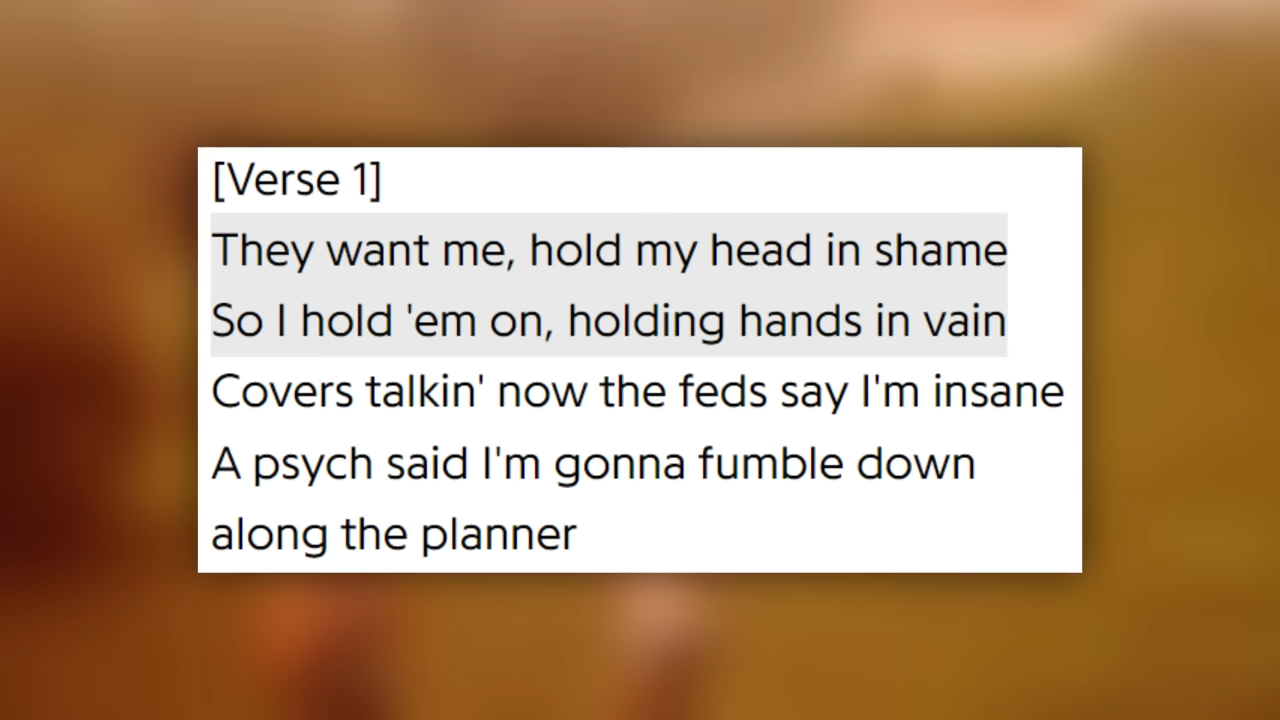 [Verse 1]
They want me, hold my head in shame
So I hold 'em on, holding hands in vain
Covers talkin' now the feds say I'm insane
A psych said I'm gonna fumble down
along the planner